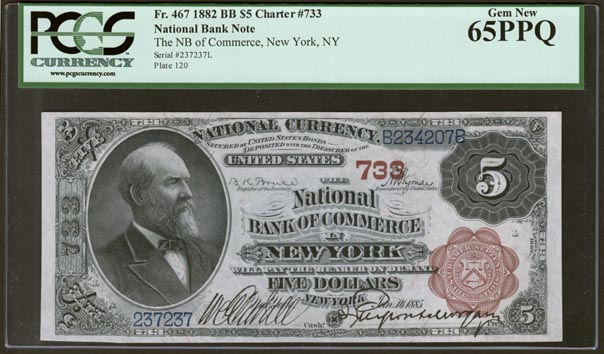 PCGS
CURRENCY
www.pcgscurrency.com
Fr. 467 1882 BB $5 Charter #733
National Bank Note
The NB of Commerce, New York, NY
Serial #237237L
Plate 120
Gem New
65PPQ
NATIONAL CURRENCY
B234207B
SECURED BY UNITED STATES BONDS
DEPOSITED WITH THE TREASURER OF THE
UNITED STATES
733
5
THE
National
BANK OF COMMERCE
IN
NEW YORK
WILL PAY THE BEARER ON DEMAND
FIVE DOLLARS
NEW YORK
Jan.
1885
237237
Cash.
733
5